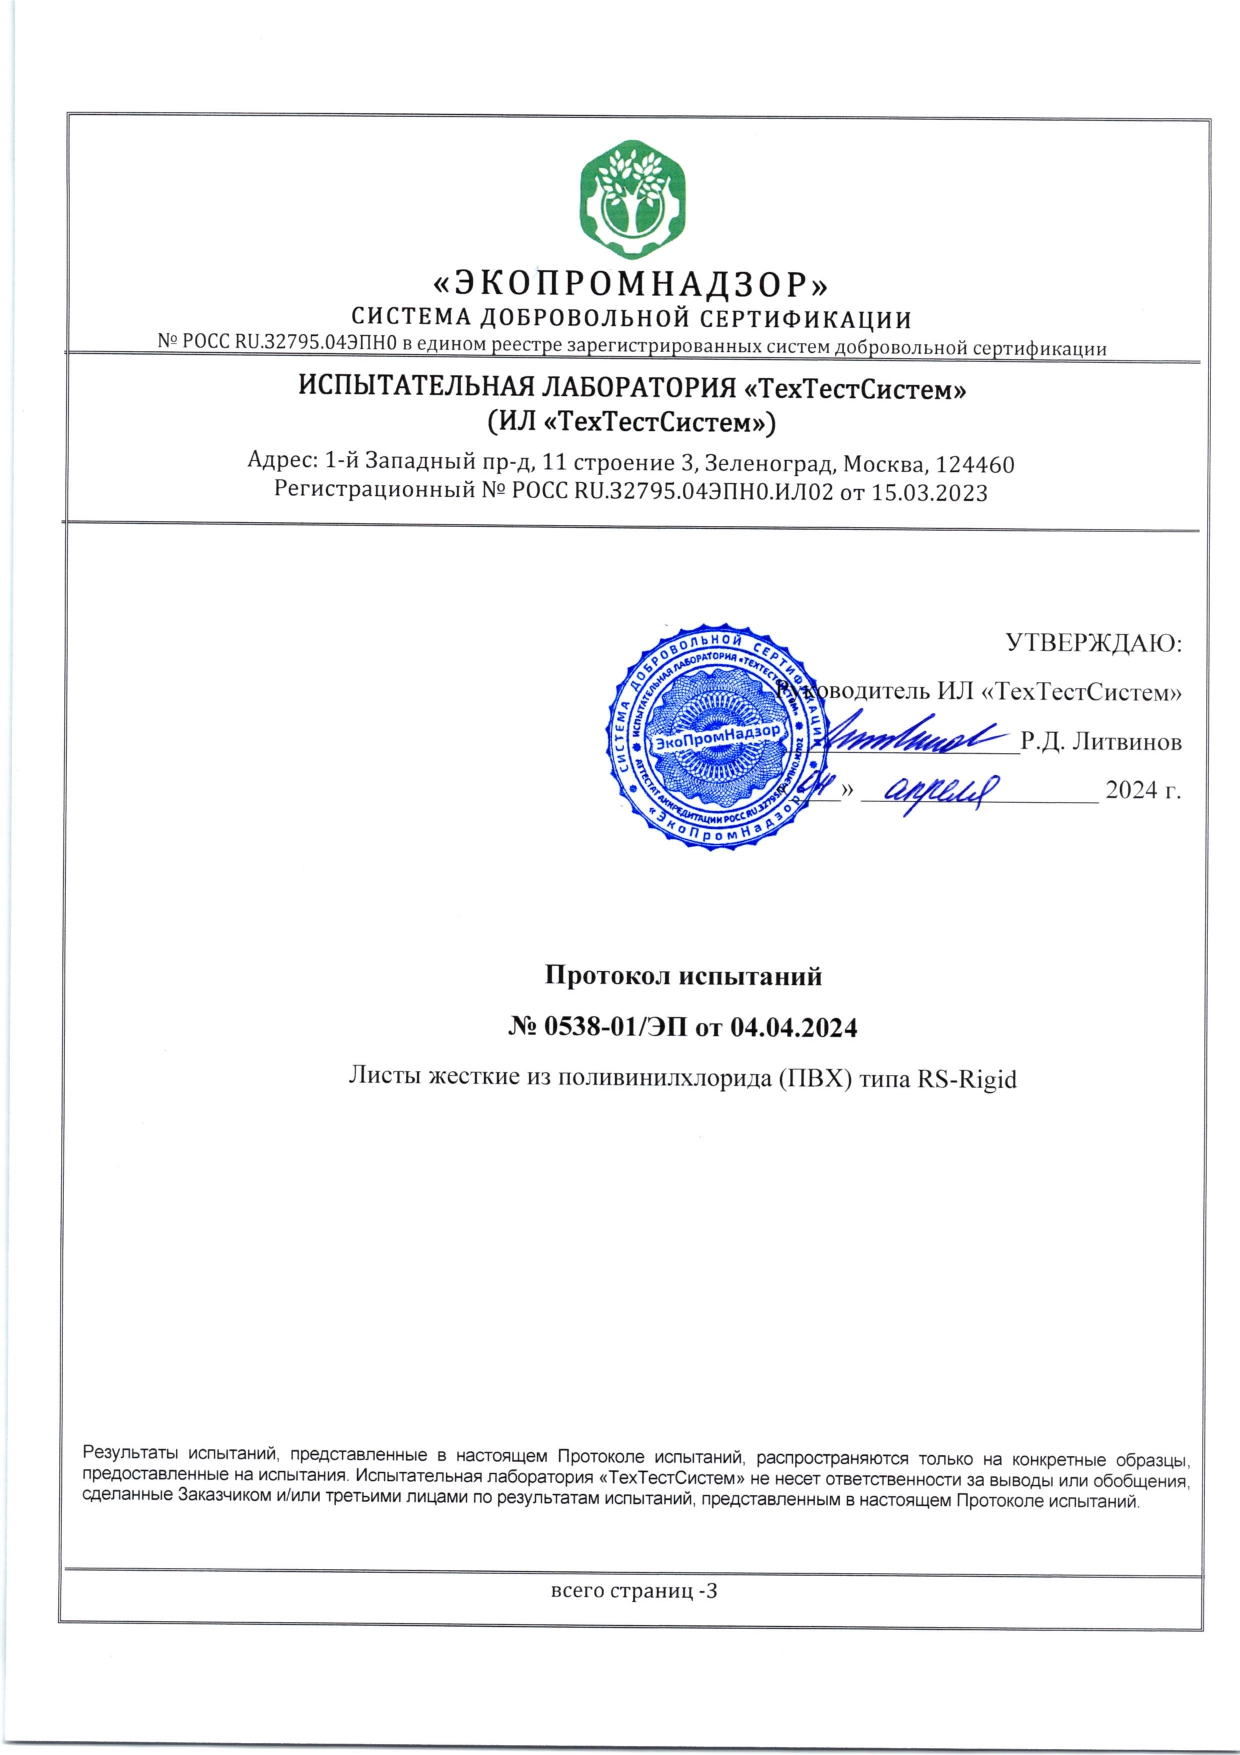 «ЭКОПРОМНАДЗОР»
СИСТЕМА ДОБРОВОЛЬНОЙ СЕРТИФИКАЦИИ
№ РОСС RU.32795.04ЭПН0 в едином реестре зарегистрированных систем добровольной сертификации
ИСПЫТАТЕЛЬНАЯ ЛАБОРАТОРИЯ «ТехТестСистем»
(ИЛ «ТехТестСистем»)
Адрес: 1-й Западный пр-д, 11 строение 3, Зеленоград, Москва, 124460
Регистрационный № РОСС RU.32795.04ЭПН0.ИЛ02 от 15.03.2023
УТВЕРЖДАЮ:
Руководитель ИЛ «ТехТестСистем»
Литвинов Р.Д. Литвинов
» апреля 2024 г.
СИСТЕМА ДОБРОВОЛЬНОЙ СЕРТИФИКАЦИИ
«ЭкоПромНадзор»
ИСПЫТАТЕЛЬНАЯ ЛАБОРАТОРИЯ «ТЕХТЕСТСИСТЕМ»
АТТЕСТАТ АККРЕДИТАЦИИ РОСС RU.32795.04ЭПН0.ИЛ02
ЭкоПромНадзор
Протокол испытаний
№ 0538-01/ЭП от 04.04.2024
Листы жесткие из поливинилхлорида (ПВХ) типа RS-Rigid
Результаты испытаний, представленные в настоящем Протоколе испытаний, распространяются только на конкретные образцы,
предоставленные на испытания. Испытательная лаборатория «ТехТестСистем» не несет ответственности за выводы или обобщения,
сделанные Заказчиком и/или третьими лицами по результатам испытаний, представленным в настоящем Протоколе испытаний.
всего страниц -3